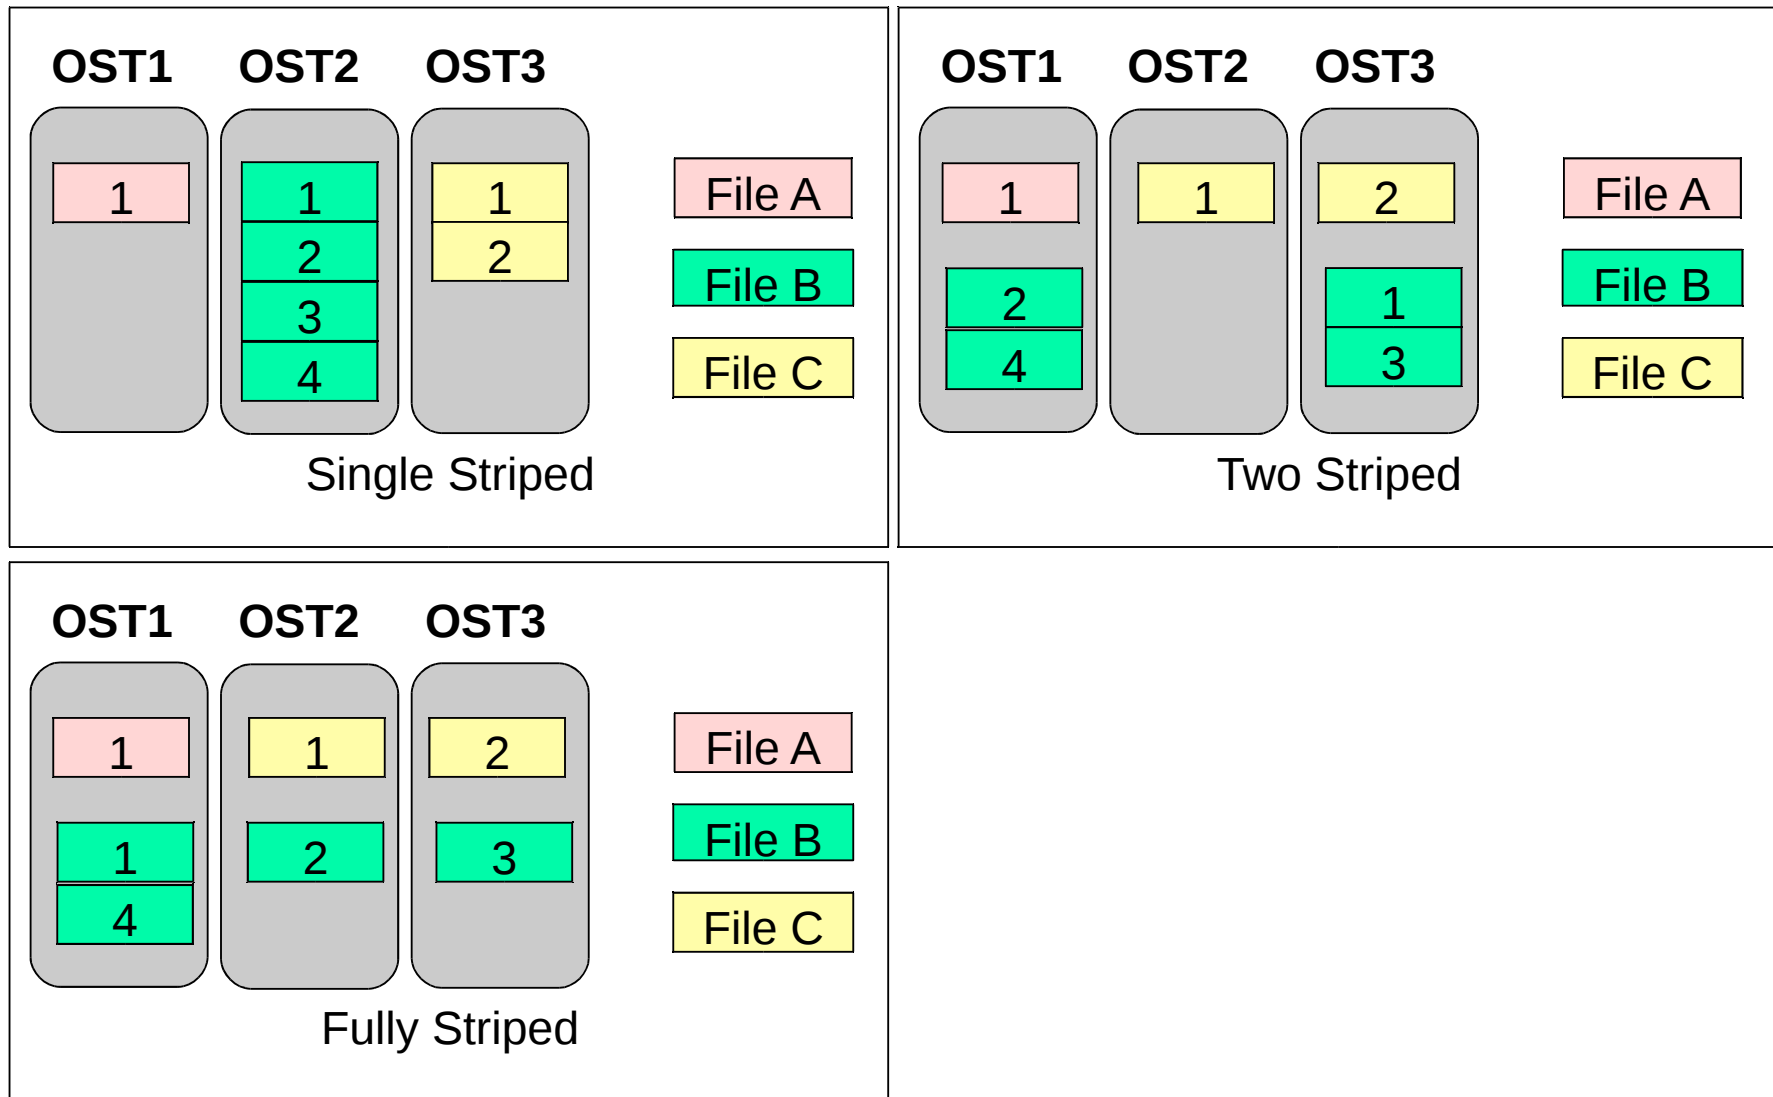 OST1 OST2 OST3
1 1 1 File A
2 2
3 File B
4 File C
Single Striped
OST1 OST2 OST3
1 1 2 File A
2 1 File B
4 3 File C
Two Striped
OST1 OST2 OST3
1 1 2 File A
1 2 3 File B
4 File C
Fully Striped